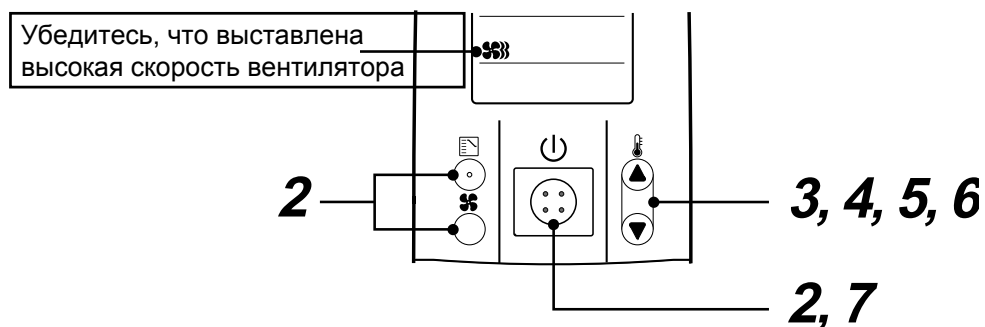 Убедитесь, что выставлена
высокая скорость вентилятора
2
3, 4, 5, 6
2, 7